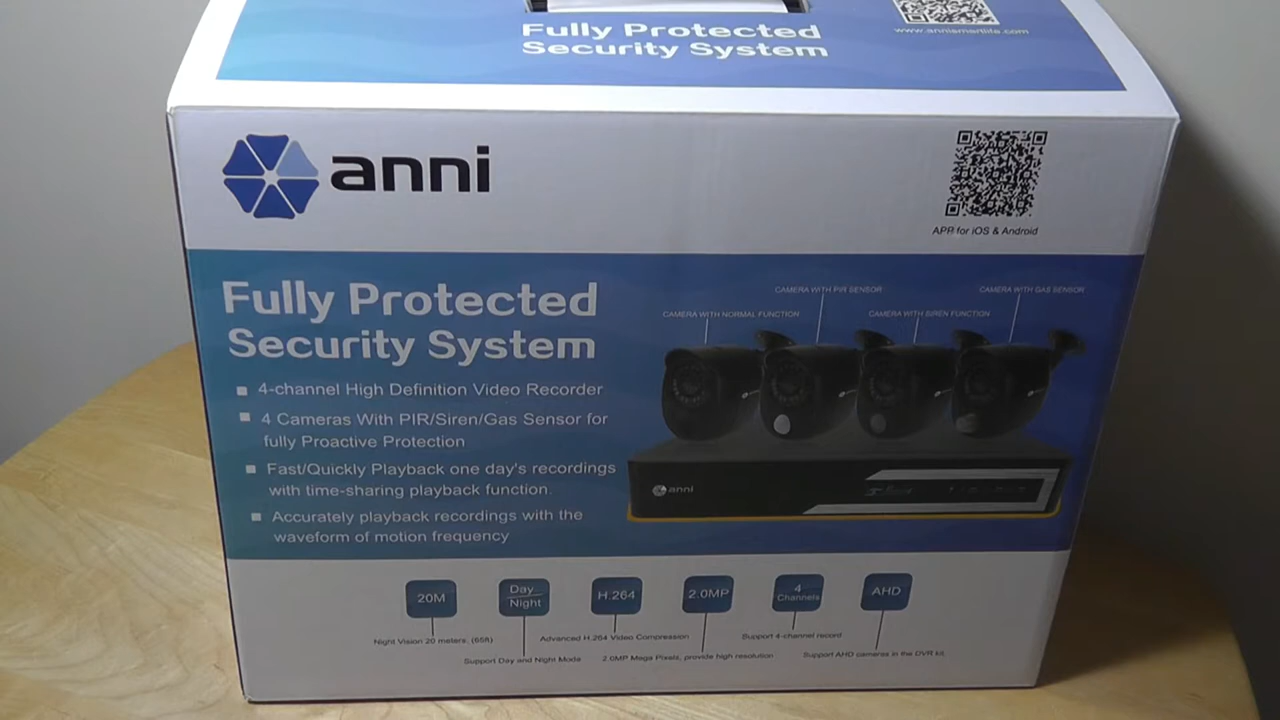 Fully Protected
Security System
www.annismartlife.com
anni
APP for iOS & Android
Fully Protected
Security System
4-channel High Definition Video Recorder
4 Cameras With PIR/Siren/Gas Sensor for
fully Proactive Protection
Fast/Quickly Playback one day's recordings
with time-sharing playback function.
Accurately playback recordings with the
waveform of motion frequency
CAMERA WITH NORMAL FUNCTION
CAMERA WITH PIR SENSOR
CAMERA WITH SIREN FUNCTION
CAMERA WITH GAS SENSOR
anni
20M
Day
Night
H.264
2.0MP
4
Channels
AHD
Night Vision 20 meters, (65ft)
Support Day and Night Mode
Advanced H.264 Video Compression
2.0MP Mega Pixels, provide high resolution
Support 4-channel record
Support AHD cameras in the DVR kit.